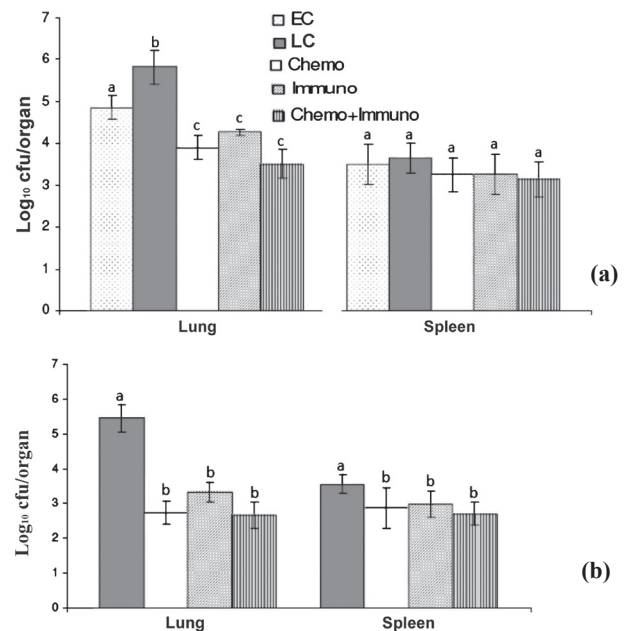 7
6
5
4
3
2
1
0
Log₁₀ cfu/organ
EC
LC
Chemo
Immuno
Chemo+Immuno
a
b
c
c
c
a
a
a
a
a
Lung
Spleen
(a)
7
6
5
4
3
2
1
0
Log₁₀ cfu/organ
a
b
b
b
a
b
b
b
Lung
Spleen
(b)